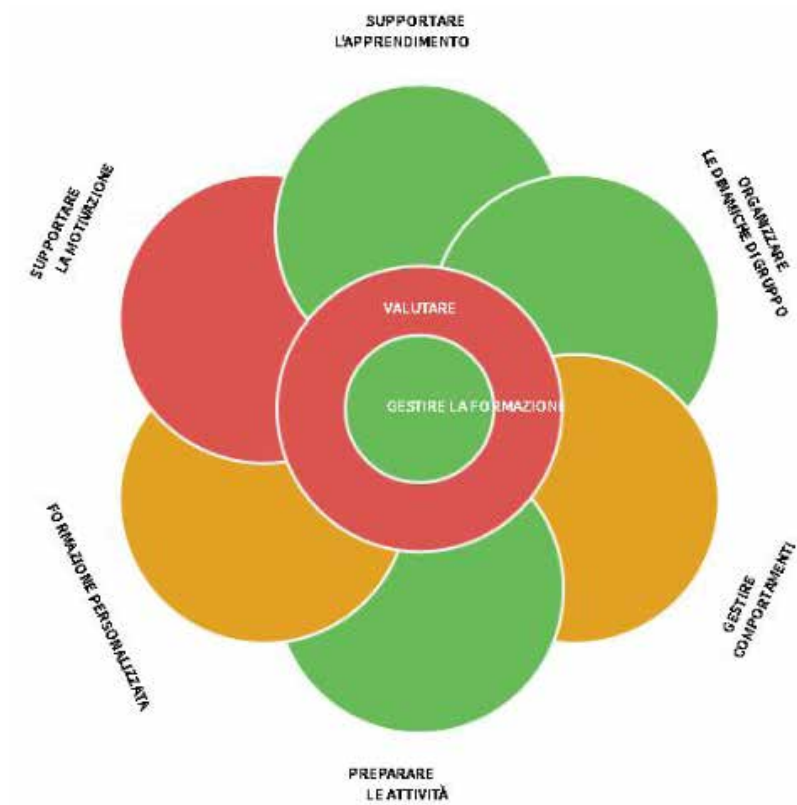 SUPPORTARE
L'APPRENDIMENTO
SUPPORTARE
LA MOTIVAZIONE
ORGANIZZARE
LE DINAMICHE DI GRUPPO
VALUTARE
GESTIRE LA FORMAZIONE
FORMAZIONE PERSONALIZZATA
GESTIRE
COMPORTAMENTI
PREPARARE
LE ATTIVITÀ